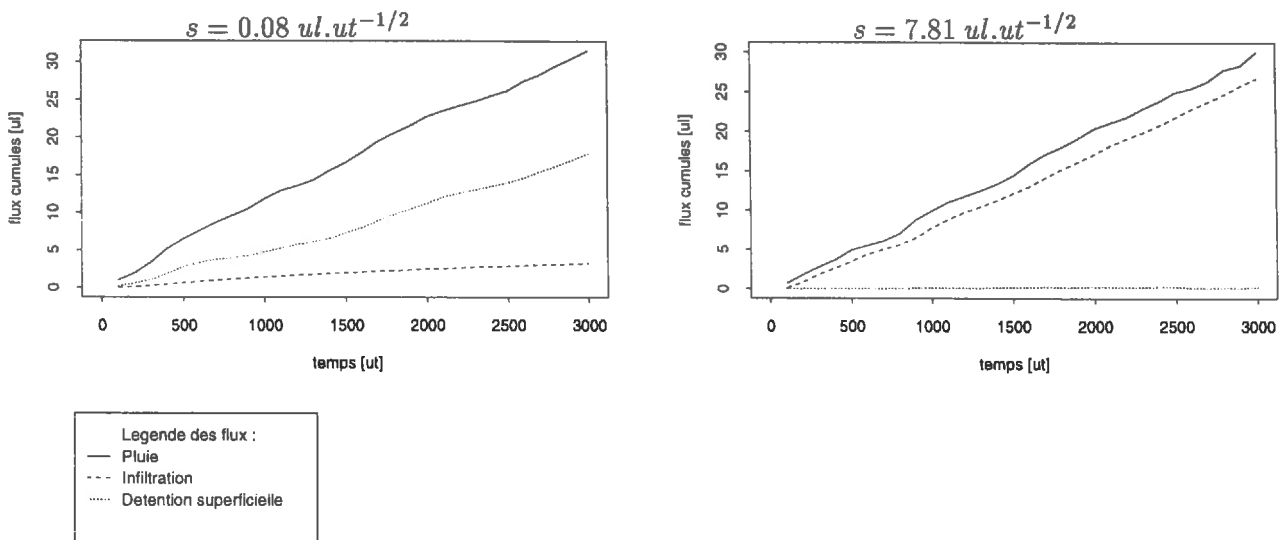 s = 0.08 ul.ut^{-1/2}
flux cumules [ul]
30
25
20
15
10
5
0
0 500 1000 1500 2000 2500 3000
temps [ut]
s = 7.81 ul.ut^{-1/2}
flux cumules [ul]
30
25
20
15
10
5
0
0 500 1000 1500 2000 2500 3000
temps [ut]
Legende des flux :
Pluie
Infiltration
Detention superficielle